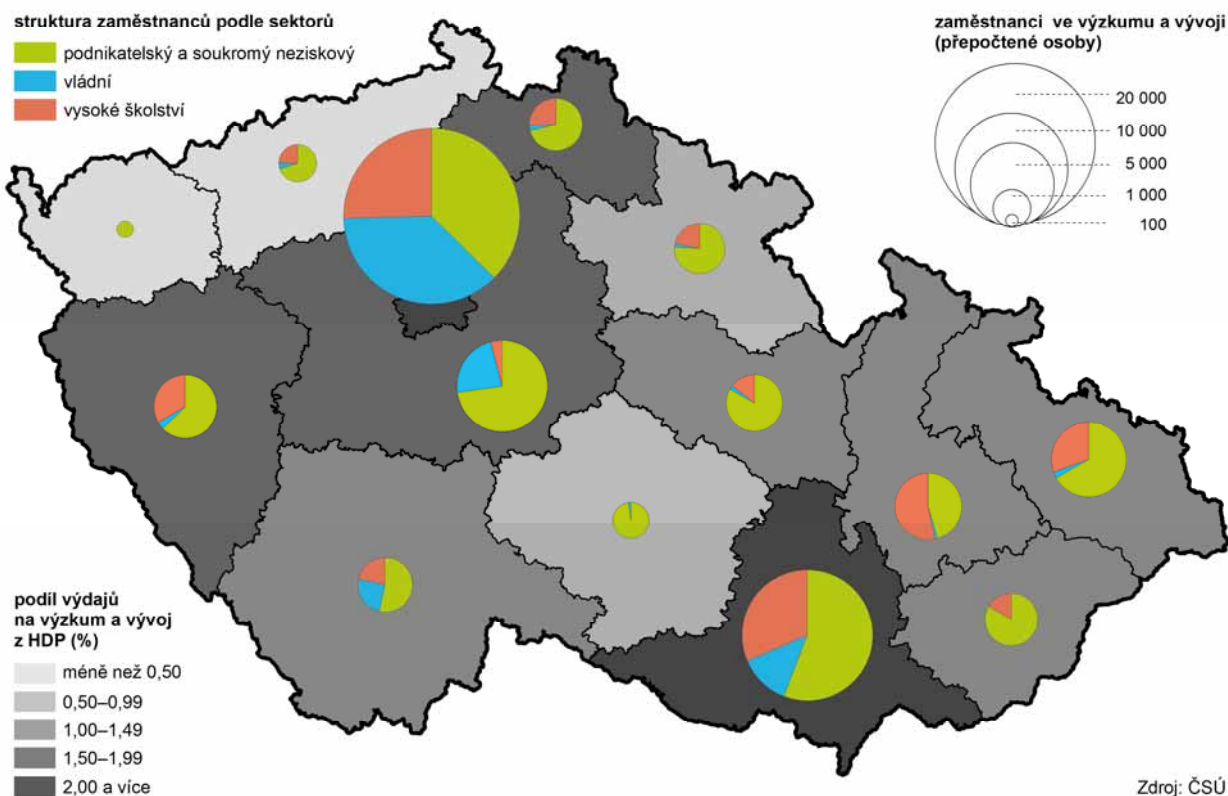 struktura zaměstnanců podle sektorů
podnikatelský a soukromý neziskový
vládní
vysoké školství
zaměstnanci ve výzkumu a vývoji
(přepočtené osoby)
20 000
10 000
5 000
1 000
100
podíl výdajů
na výzkum a vývoj
z HDP (%)
méně než 0,50
0,50–0,99
1,00–1,49
1,50–1,99
2,00 a více
Zdroj: ČSÚ